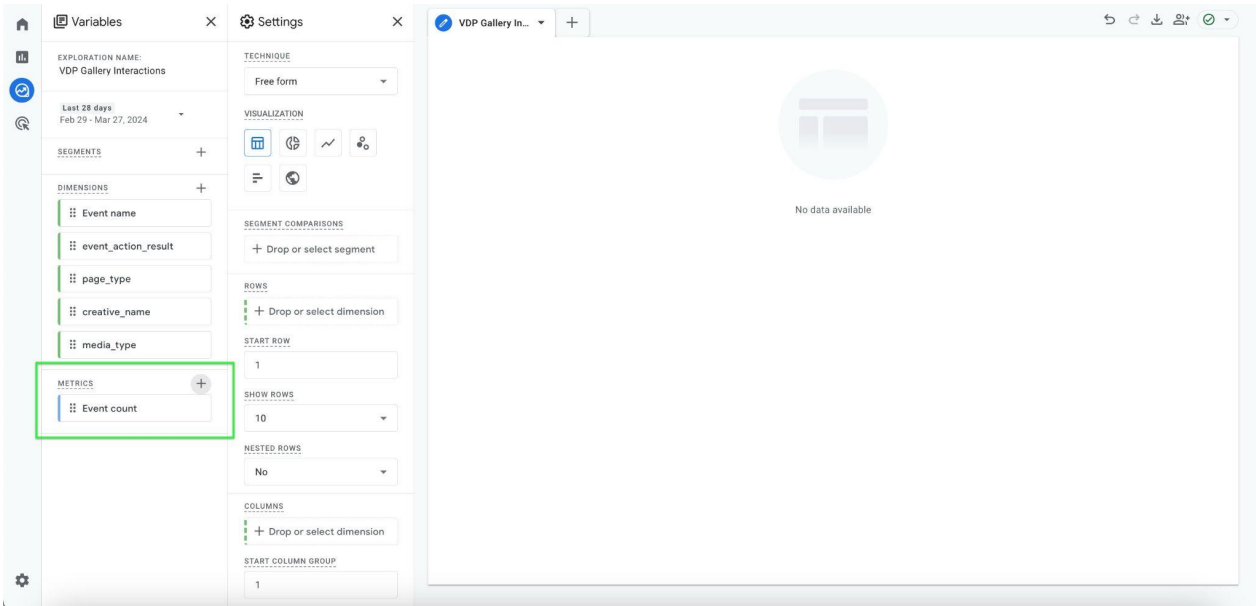 Variables
EXPLORATION NAME:
VDP Gallery Interactions
Last 28 days
Feb 29 - Mar 27, 2024
SEGMENTS
DIMENSIONS
Event name
event_action_result
page_type
creative_name
media_type
METRICS
Event count
Settings
TECHNIQUE
Free form
VISUALIZATION
SEGMENT COMPARISONS
Drop or select segment
ROWS
Drop or select dimension
START ROW
1
SHOW ROWS
10
NESTED ROWS
No
COLUMNS
Drop or select dimension
START COLUMN GROUP
1
VDP Gallery In...
No data available